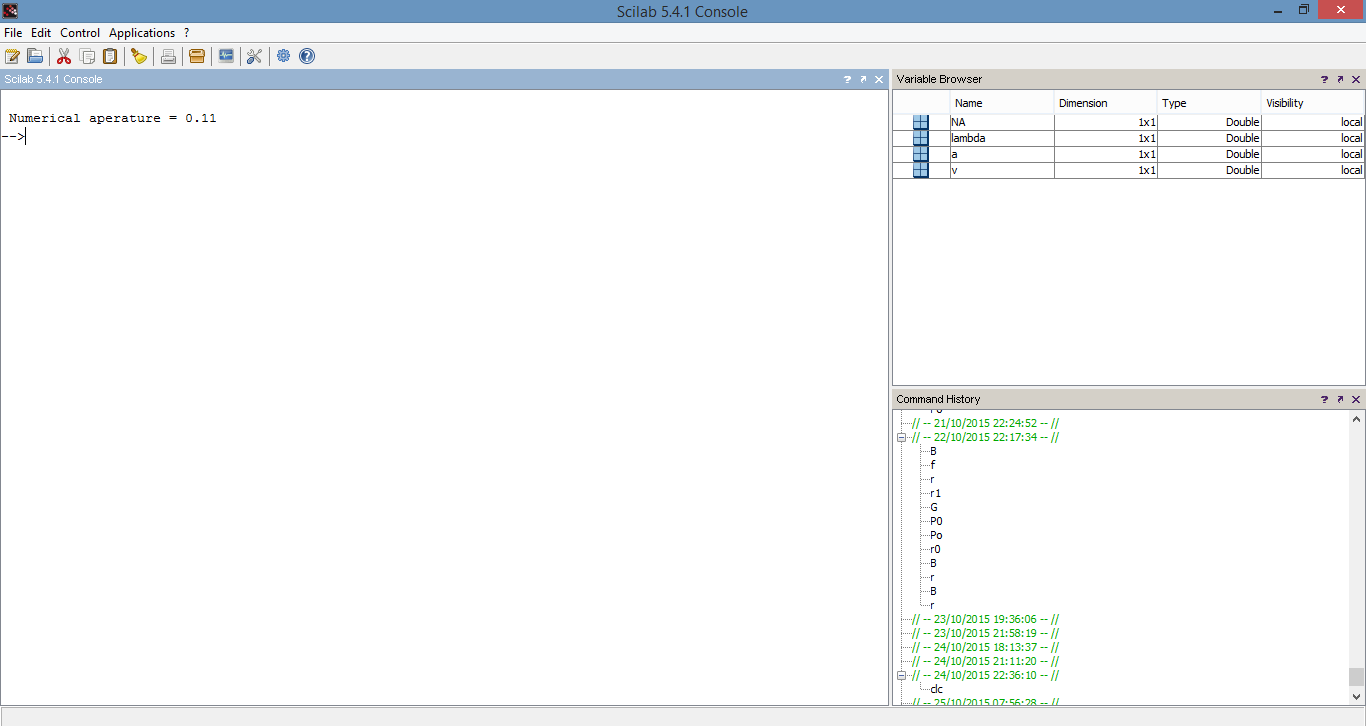 Scilab 5.4.1 Console
File Edit Control Applications ?
Scilab 5.4.1 Console
Numerical aperature = 0.11
-->
Variable Browser
Name Dimension Type Visibility
NA 1x1 Double local
lambda 1x1 Double local
a 1x1 Double local
v 1x1 Double local
Command History
// -- 21/10/2015 22:24:52 -- //
// -- 22/10/2015 22:17:34 -- //
B
f
r
r1
G
P0
Po
r0
B
r
B
r
// -- 23/10/2015 19:36:06 -- //
// -- 23/10/2015 21:58:19 -- //
// -- 24/10/2015 18:13:37 -- //
// -- 24/10/2015 21:11:20 -- //
// -- 24/10/2015 22:36:10 -- //
clc
// -- 25/10/2015 07:56:28 -- //